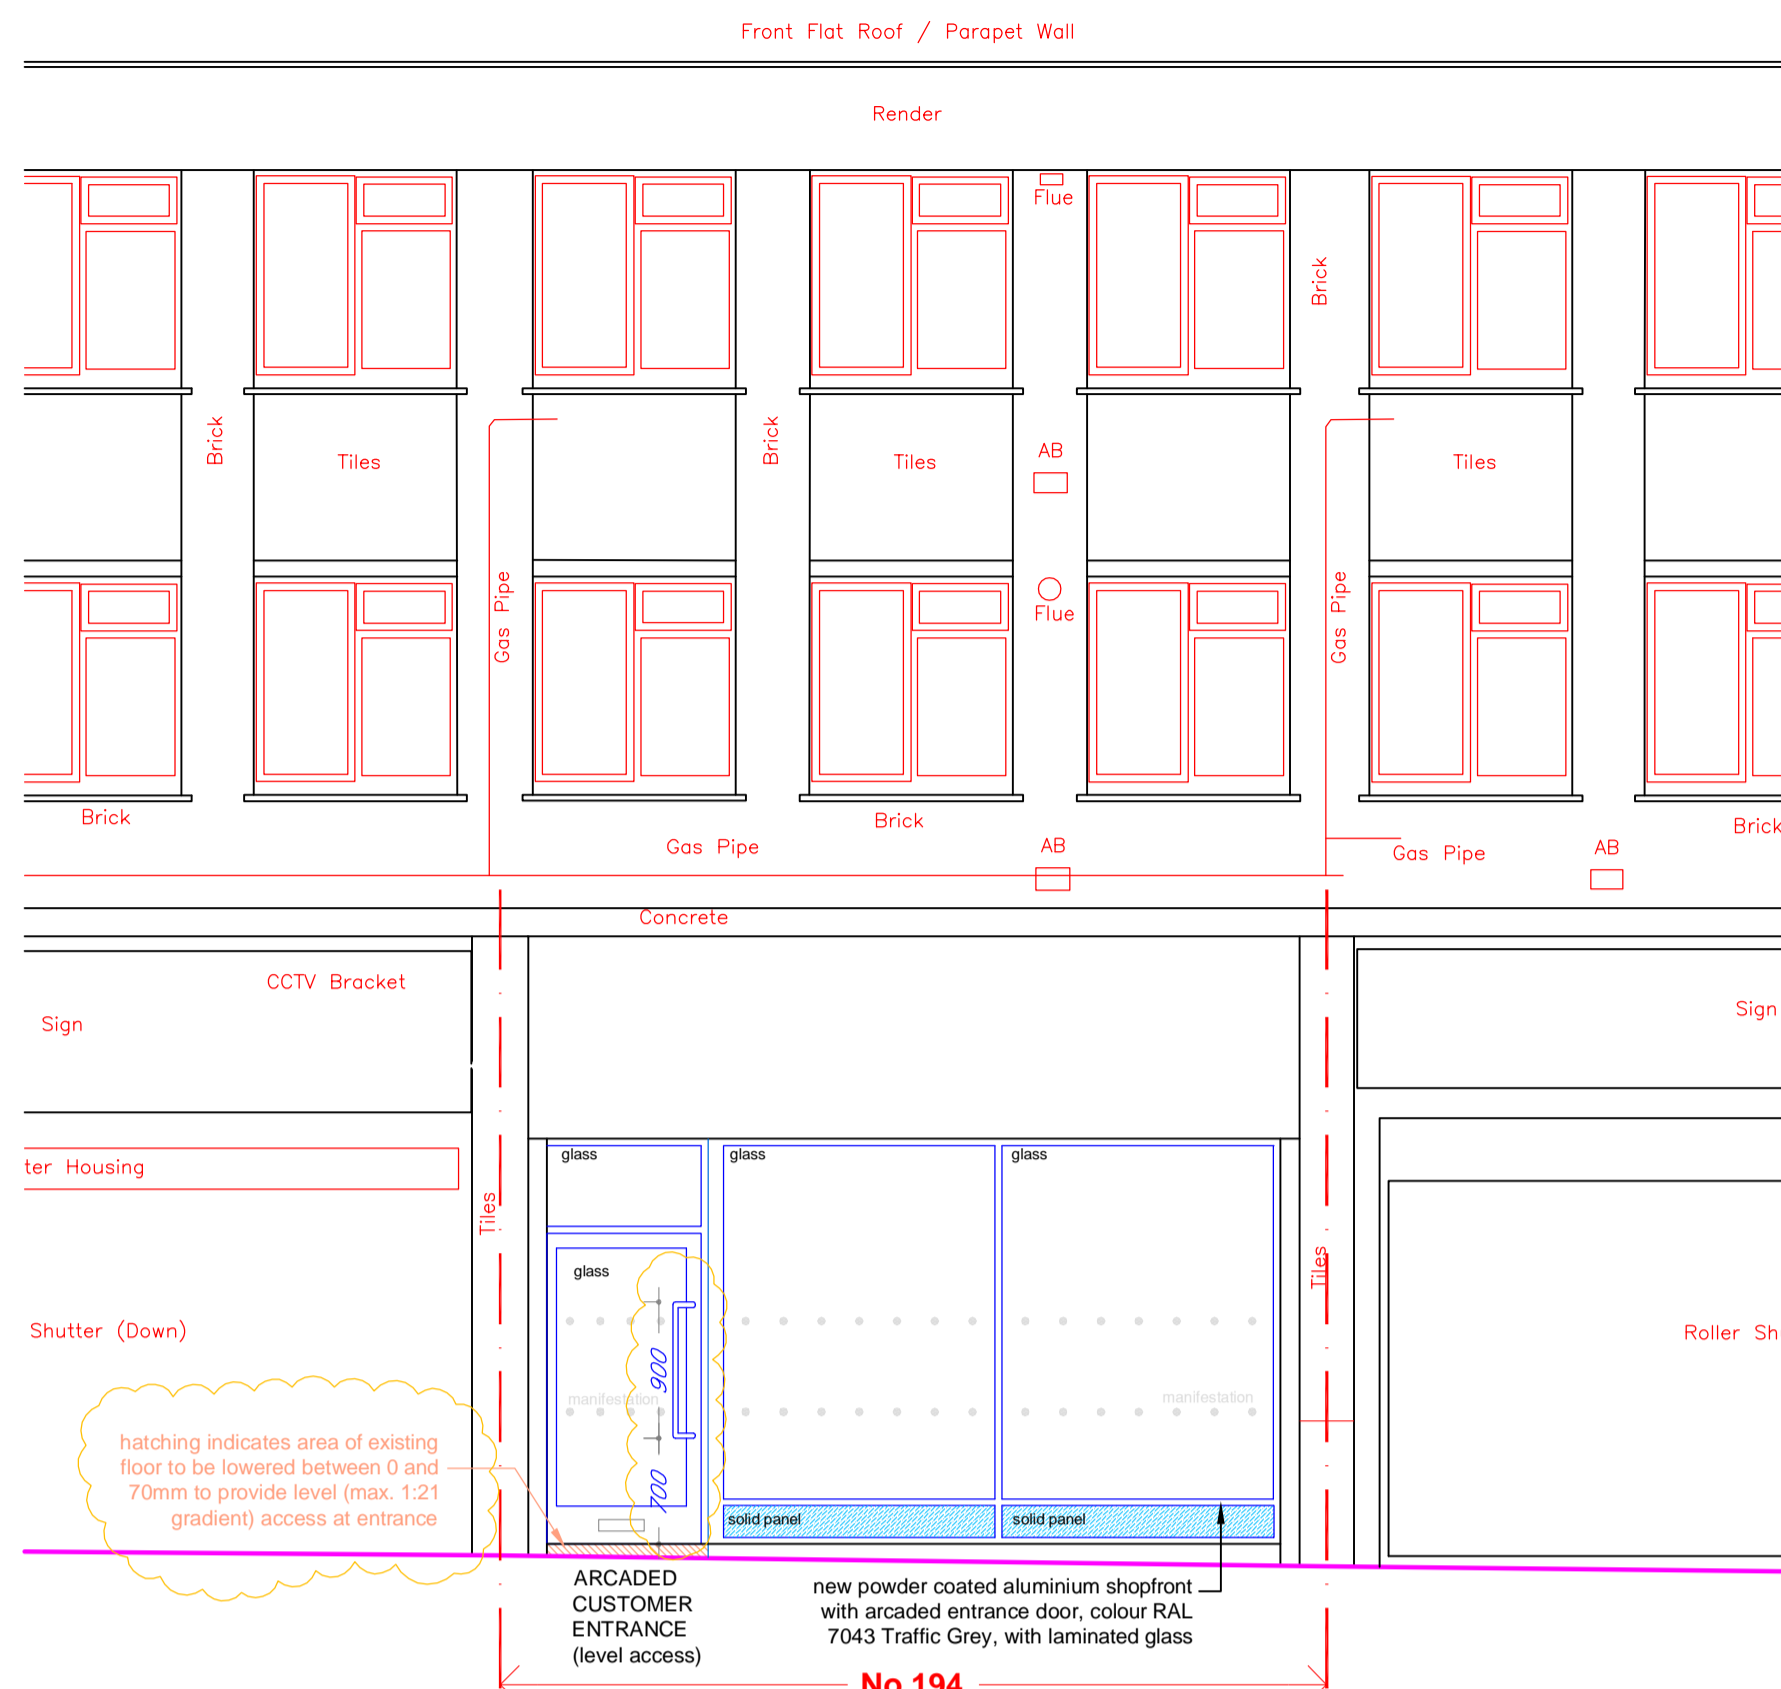 Front Flat Roof / Parapet Wall
Render
Flue
Brick
Brick
Brick
AB
Tiles
Tiles
Tiles
Gas Pipe
Gas Pipe
Flue
Brick
Brick
Brick
Gas Pipe
AB
Gas Pipe
AB
Concrete
CCTV Bracket
Sign
Sign
ter Housing
Tiles
Tiles
Shutter (Down)
Roller Sh
glass
glass
glass
glass
900
manifestation
manifestation
700
hatching indicates area of existing
floor to be lowered between 0 and
70mm to provide level (max. 1:21
gradient) access at entrance
solid panel
solid panel
ARCADED
CUSTOMER
ENTRANCE
(level access)
new powder coated aluminium shopfront
with arcaded entrance door, colour RAL
7043 Traffic Grey, with laminated glass
No 194